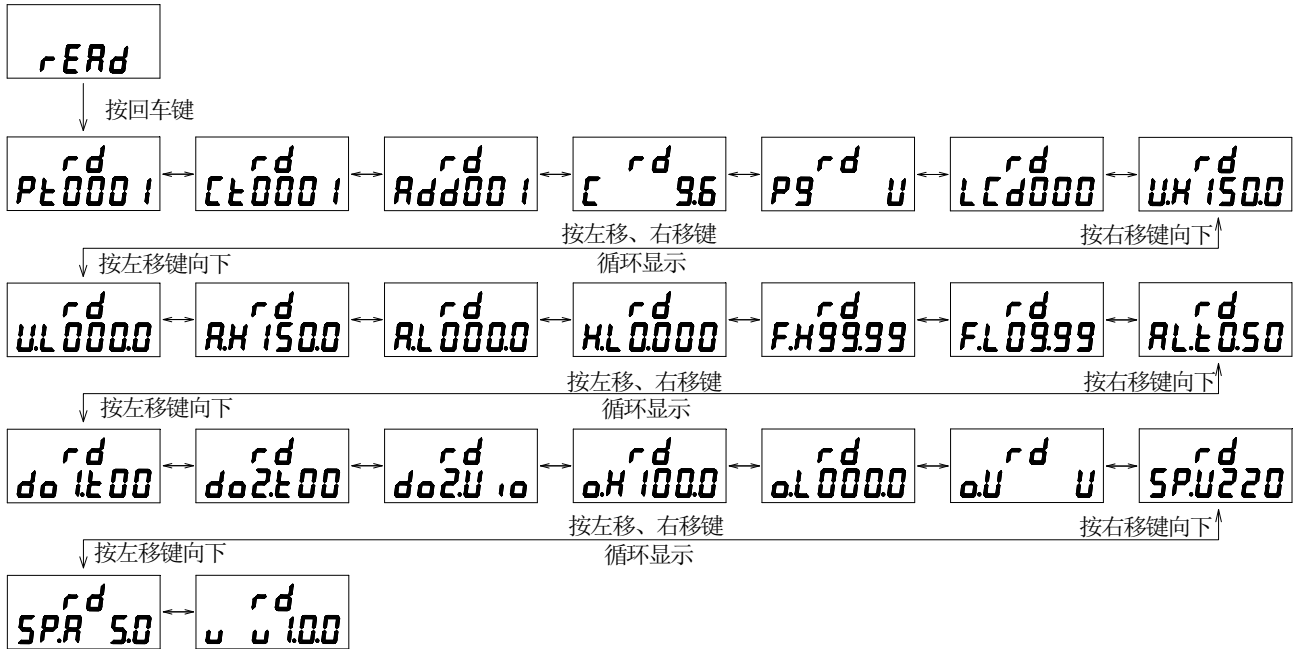 rEAd
按回车键
rd rd rd rd rd rd rd
Pt0001 Ct0001 Add001 C 9.6 P9 U LCd000 U.H150.0
按左移、右移键 按右移键向下
按左移键向下 循环显示
rd rd rd rd rd rd rd
U.L000.0 A.H150.0 A.L000.0 H.L0.000 F.H99.99 F.L09.99 AL.t0.50
按左移、右移键 按右移键向下
按左移键向下 循环显示
rd rd rd rd rd rd rd
do1.t00 do2.t00 do2.U io o.H100.0 o.L000.0 o.U U SP.U220
按左移、右移键 按右移键向下
按左移键向下 循环显示
rd rd
SP.A 5.0 u u1.0.0